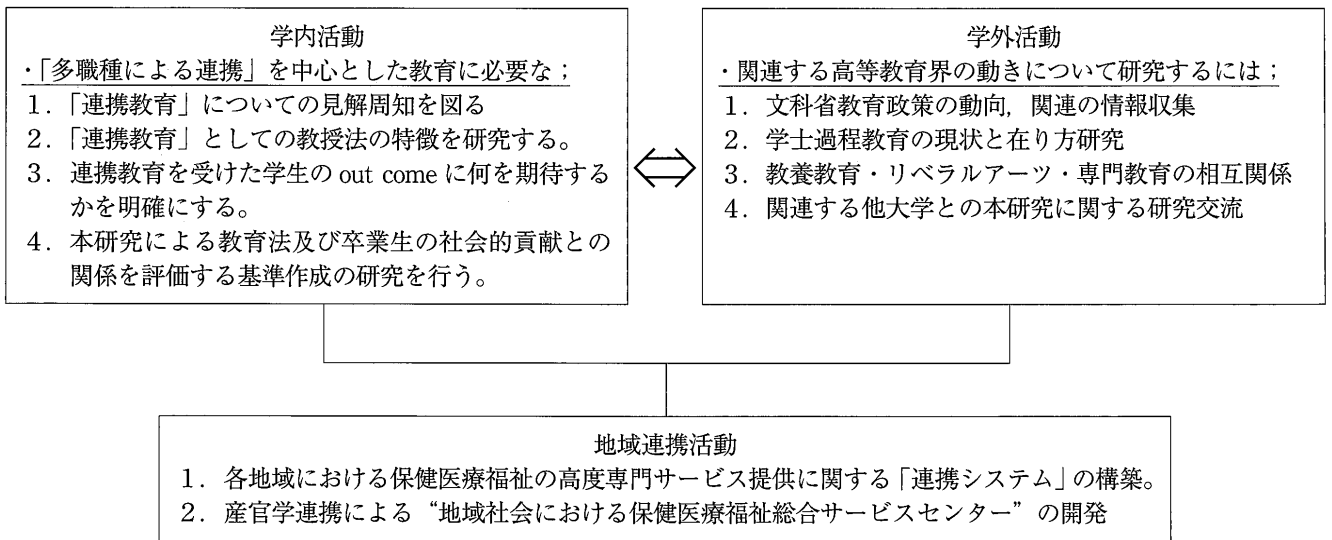 学内活動
・「多職種による連携」を中心とした教育に必要な；
1．「連携教育」についての見解周知を図る
2．「連携教育」としての教授法の特徴を研究する。
3．連携教育を受けた学生の out come に何を期待する
かを明確にする。
4．本研究による教育法及び卒業生の社会的貢献との
関係を評価する基準作成の研究を行う。
学外活動
・関連する高等教育界の動きについて研究するには；
1．文科省教育政策の動向，関連の情報収集
2．学士過程教育の現状と在り方研究
3．教養教育・リベラルアーツ・専門教育の相互関係
4．関連する他大学との本研究に関する研究交流
地域連携活動
1．各地域における保健医療福祉の高度専門サービス提供に関する「連携システム」の構築。
2．産官学連携による“地域社会における保健医療福祉総合サービスセンター”の開発